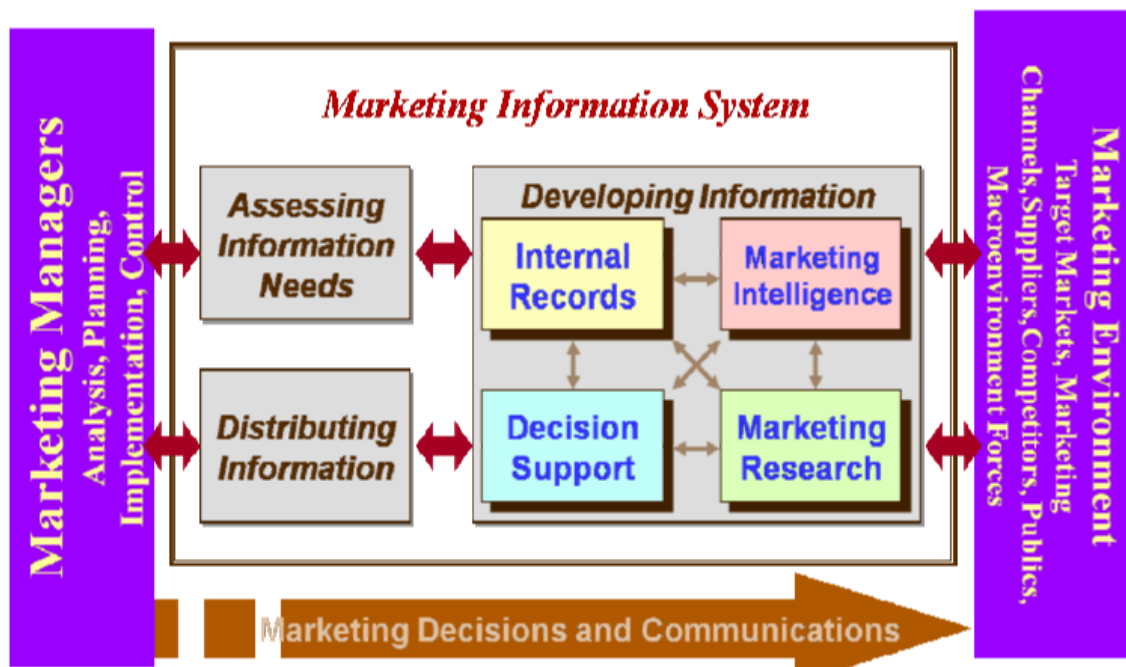 Marketing Managers
Analysis, Planning,
Implementation, Control
Marketing Information System
Assessing
Information
Needs
Distributing
Information
Developing Information
Internal
Records
Marketing
Intelligence
Decision
Support
Marketing
Research
Marketing Environment
Target Markets, Marketing
Channels, Suppliers, Competitors, Publics,
Macroenvironment Forces
Marketing Decisions and Communications